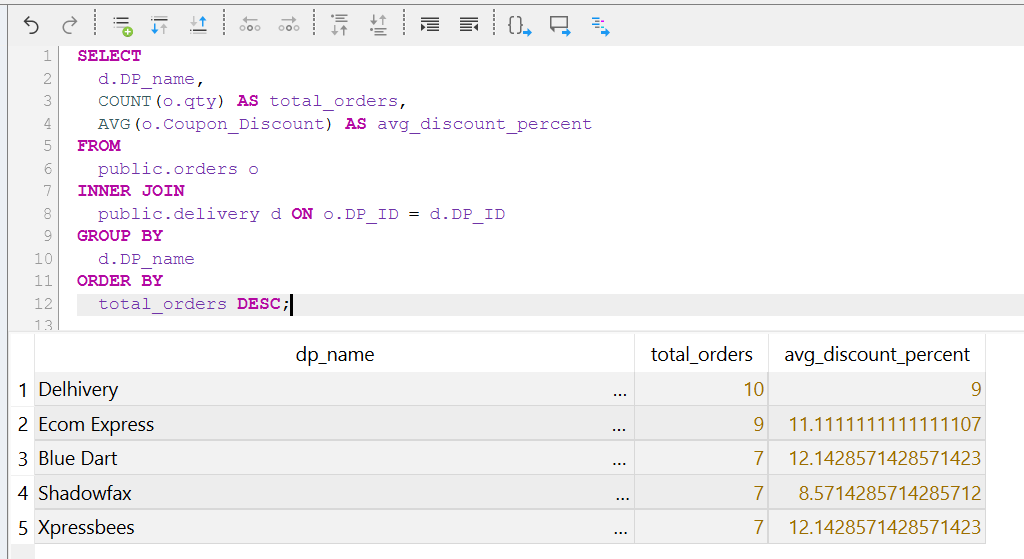 1 SELECT
2 d.DP_name,
3 COUNT(o.qty) AS total_orders,
4 AVG(o.Coupon_Discount) AS avg_discount_percent
5 FROM
6 public.orders o
7 INNER JOIN
8 public.delivery d ON o.DP_ID = d.DP_ID
9 GROUP BY
10 d.DP_name
11 ORDER BY
12 total_orders DESC;
13
dp_name total_orders avg_discount_percent
1 Delhivery ... 10 9
2 Ecom Express ... 9 11.1111111111111107
3 Blue Dart ... 7 12.1428571428571423
4 Shadowfax ... 7 8.5714285714285712
5 Xpressbees ... 7 12.1428571428571423